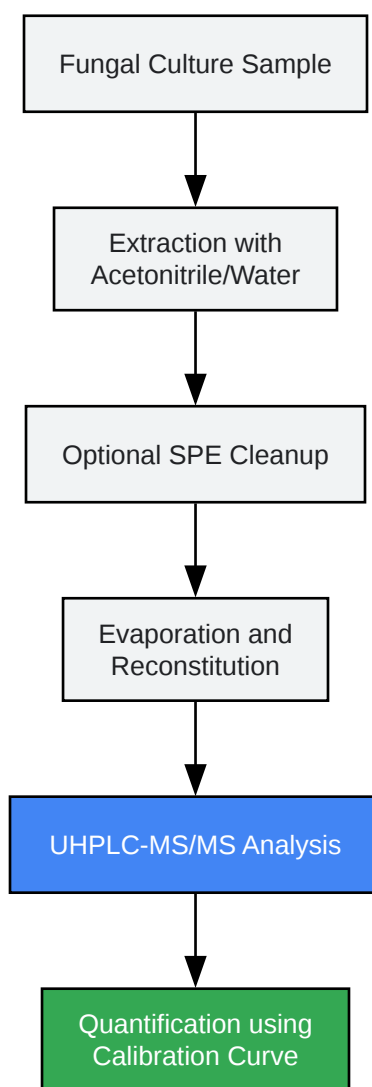 Fungal Culture Sample
Extraction with
Acetonitrile/Water
Optional SPE Cleanup
Evaporation and
Reconstitution
UHPLC-MS/MS Analysis
Quantification using
Calibration Curve